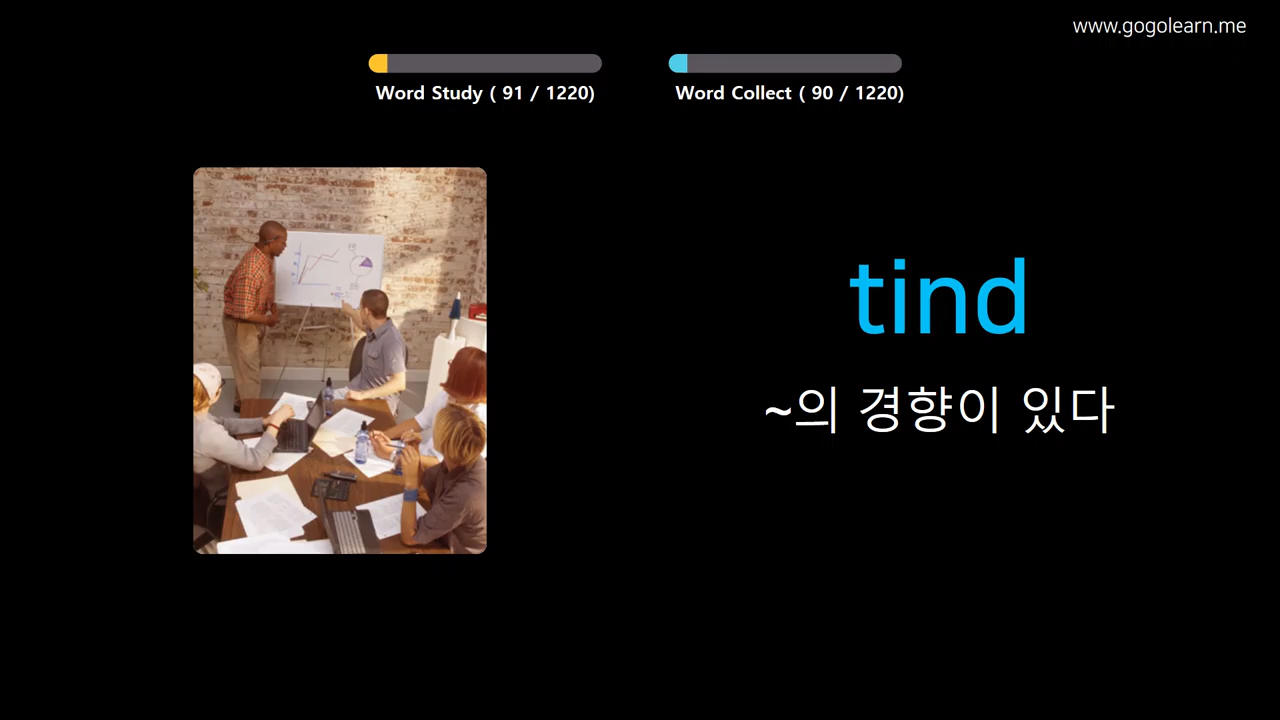 www.gogolearn.me
Word Study ( 91 / 1220)
Word Collect ( 90 / 1220)
tind
~의 경향이 있다